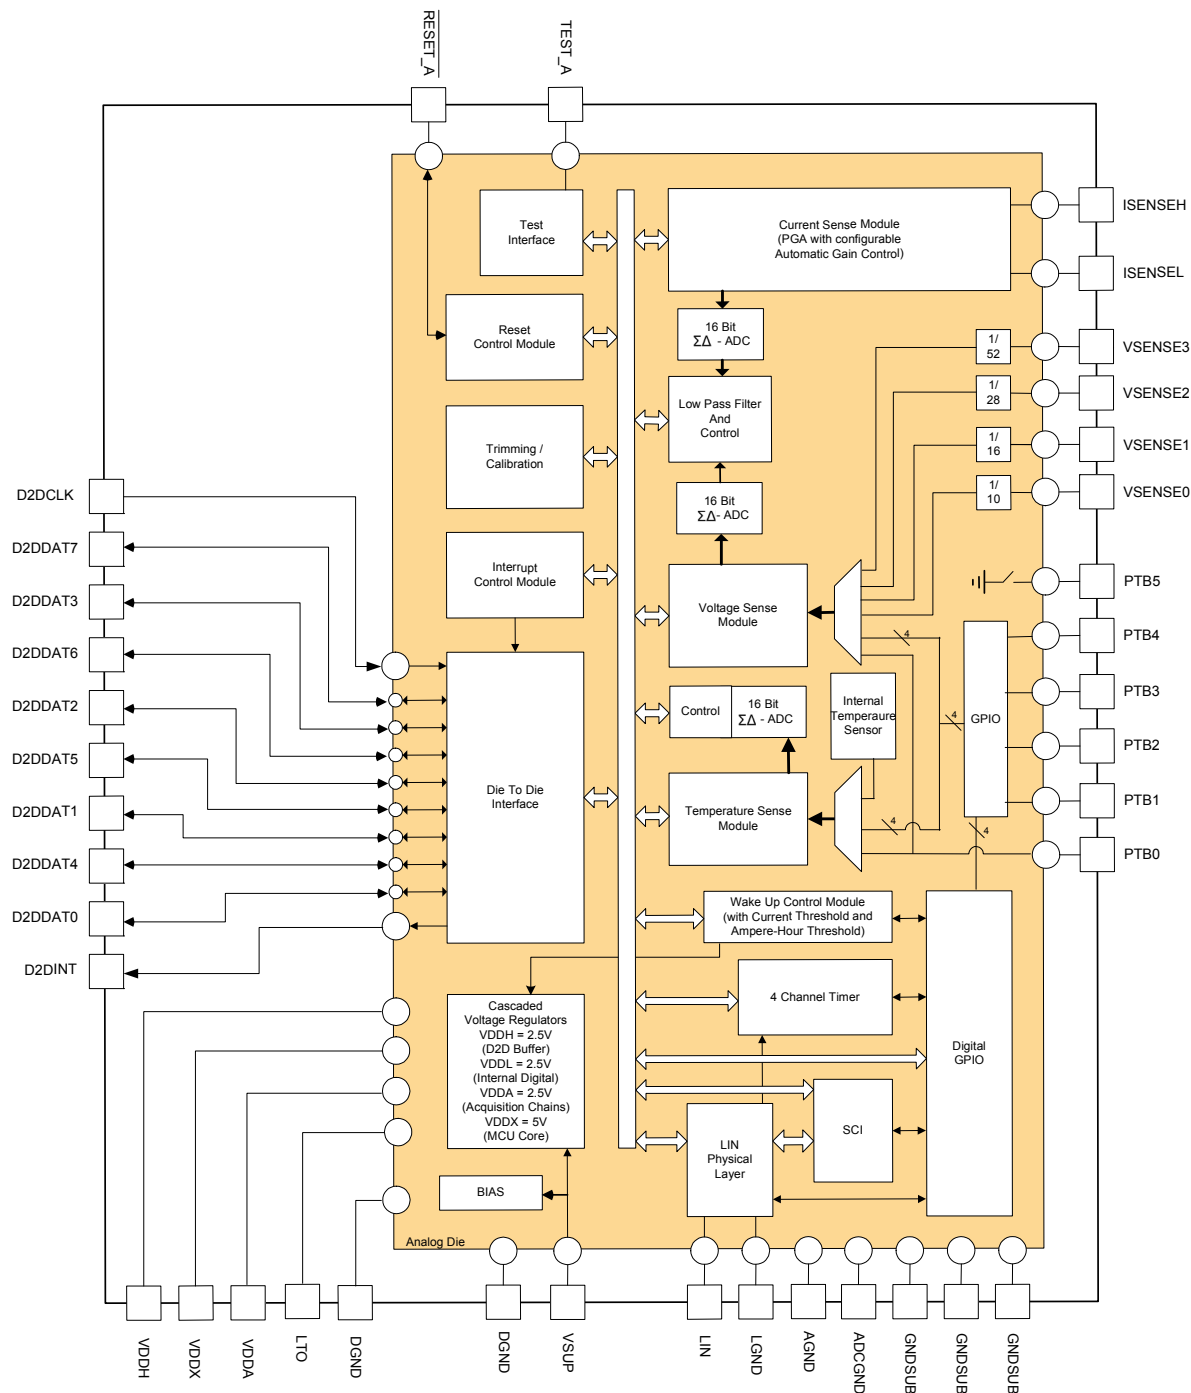 RESET_A
TEST_A
Test
Interface
Current Sense Module
(PGA with configurable
Automatic Gain Control)
ISENSEH
ISENSEL
Reset
Control Module
16 Bit
ΣΔ - ADC
1/
52
VSENSE3
Low Pass Filter
And
Control
1/
28
VSENSE2
Trimming /
Calibration
1/
16
VSENSE1
D2DCLK
16 Bit
ΣΔ- ADC
1/
10
VSENSE0
D2DDAT7
Interrupt
Control Module
Voltage Sense
Module
PTB5
D2DDAT3
D2DDAT6
4
PTB4
D2DDAT2
Control
16 Bit
ΣΔ - ADC
Internal
Temperaure
Sensor
4
GPIO
PTB3
D2DDAT5
PTB2
Die To Die
Interface
D2DDAT1
Temperature Sense
Module
4
4
PTB1
D2DDAT4
PTB0
D2DDAT0
Wake Up Control Module
(with Current Threshold and
Ampere-Hour Threshold)
D2DINT
Cascaded
Voltage Regulators
VDDH = 2.5V
(D2D Buffer)
VDDL = 2.5V
(Internal Digital)
VDDA = 2.5V
(Acquisition Chains)
VDDX = 5V
(MCU Core)
4 Channel Timer
Digital
GPIO
SCI
LIN
Physical
Layer
BIAS
Analog Die
VDDH
VDDX
VDDA
LTO
DGND
DGND
VSUP
LIN
LGND
AGND
ADCGND
GNDSUB
GNDSUB
GNDSUB